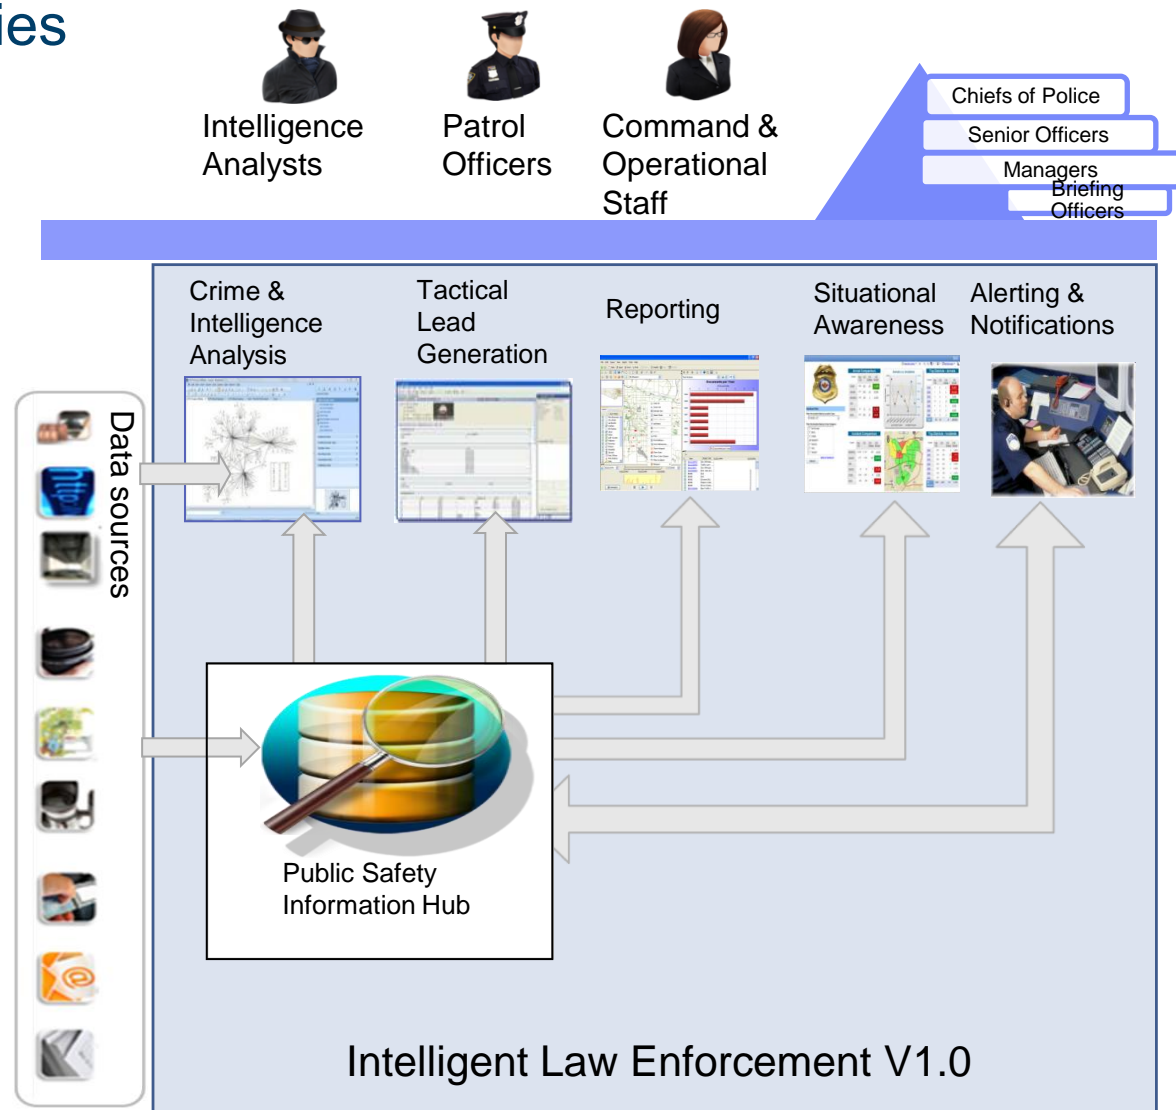 ies
Intelligence
Analysts
Patrol
Officers
Command &
Operational
Staff
Chiefs of Police
Senior Officers
Managers
Briefing
Officers
Crime &
Intelligence
Analysis
Tactical
Lead
Generation
Reporting
Situational
Awareness
Alerting &
Notifications
Data sources
http
@
Public Safety
Information Hub
Intelligent Law Enforcement V1.0